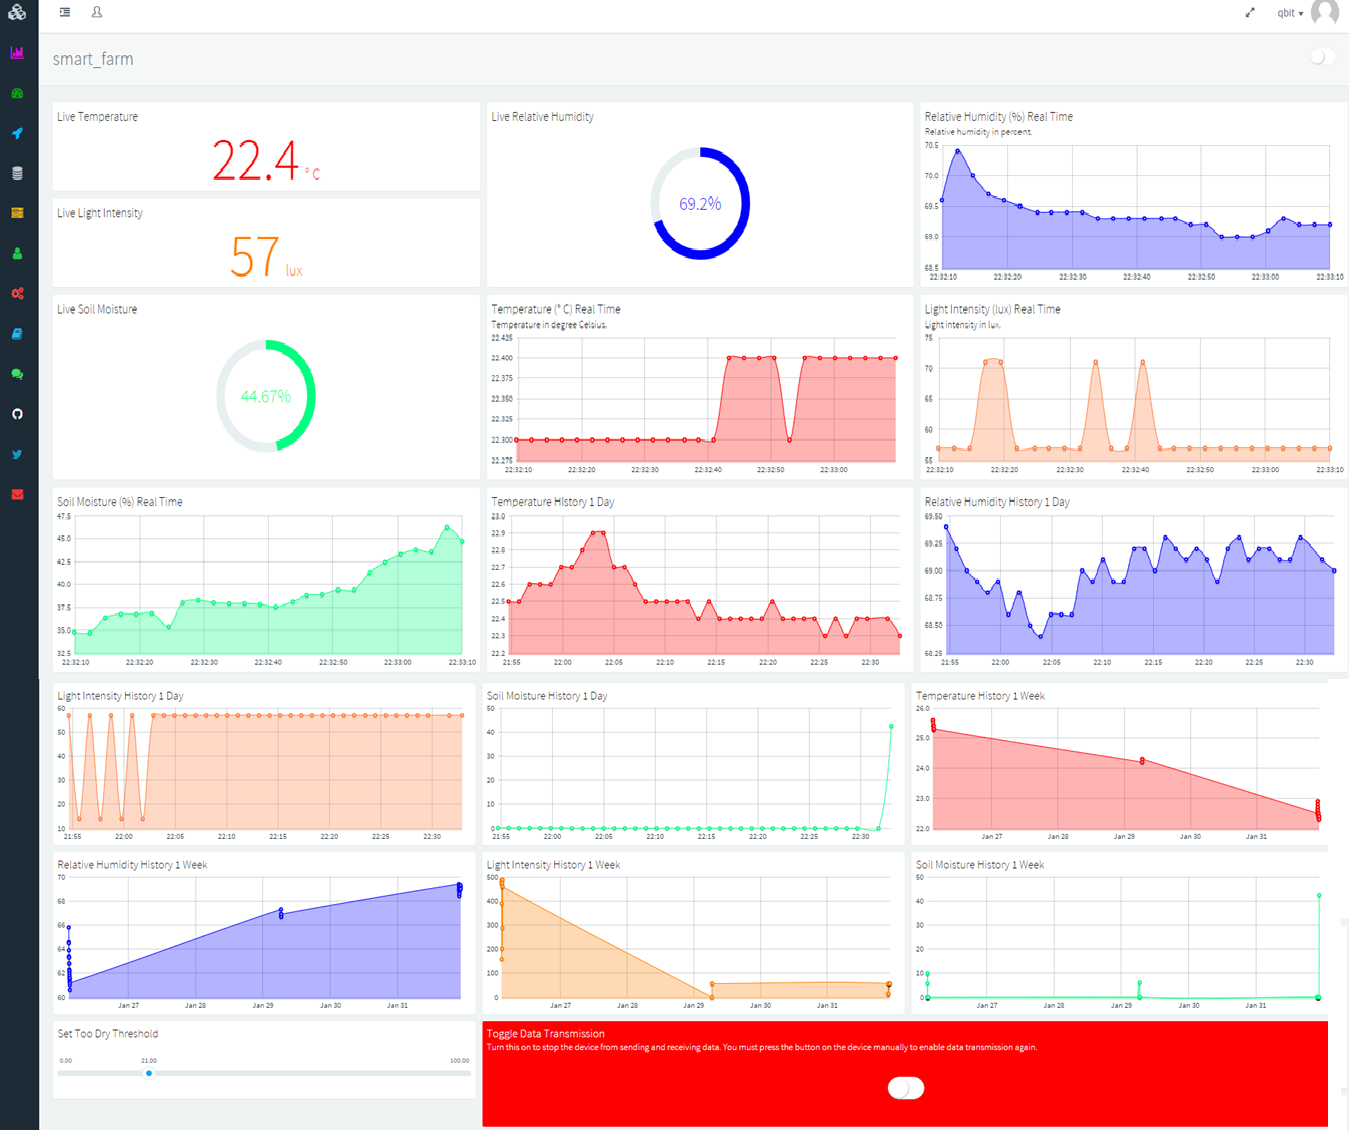 qbit
smart_farm
Live Temperature
22.4 ° C
Live Light Intensity
57 lux
Live Relative Humidity
69.2%
Relative Humidity (%) Real Time
Relative humidity in percent.
70.5
70.0
69.5
69.0
68.5
22:32:10 22:32:20 22:32:30 22:32:40 22:32:50 22:33:00 22:33:10
Live Soil Moisture
44.67%
Temperature (° C) Real Time
Temperature in degree Celsius.
22.425
22.400
22.375
22.350
22.325
22.300
22.275
22:32:10 22:32:20 22:32:30 22:32:40 22:32:50 22:33:00
Light Intensity (lux) Real Time
Light intensity in lux.
75
70
65
60
55
22:32:10 22:32:20 22:32:30 22:32:40 22:32:50 22:33:00 22:33:10
Soil Moisture (%) Real Time
47.5
45.0
42.5
40.0
37.5
35.0
32.5
22:32:10 22:32:20 22:32:30 22:32:40 22:32:50 22:33:00 22:33:10
Temperature HIstory 1 Day
23.0
22.9
22.8
22.7
22.6
22.5
22.4
22.3
22.2
21:55 22:00 22:05 22:10 22:15 22:20 22:25 22:30
Relative Humidity History 1 Day
69.50
69.25
69.00
68.75
68.50
68.25
21:55 22:00 22:05 22:10 22:15 22:20 22:25 22:30
Light Intensity History 1 Day
60
50
40
30
20
10
21:55 22:00 22:05 22:10 22:15 22:20 22:25 22:30
Soil Moisture History 1 Day
50
40
30
20
10
0
21:55 22:00 22:05 22:10 22:15 22:20 22:25 22:30
Temperature History 1 Week
26.0
25.0
24.0
23.0
22.0
Jan 27 Jan 28 Jan 29 Jan 30 Jan 31
Relative Humidity History 1 Week
70
68
66
64
62
60
Jan 27 Jan 28 Jan 29 Jan 30 Jan 31
Light Intensity History 1 Week
500
400
300
200
100
0
Jan 27 Jan 28 Jan 29 Jan 30 Jan 31
Soil Moisture History 1 Week
50
40
30
20
10
0
Jan 27 Jan 28 Jan 29 Jan 30 Jan 31
Set Too Dry Threshold
0.00 21.00 100.00
Toggle Data Transmission
Turn this on to stop the device from sending and receiving data. You must press the button on the device manually to enable data transmission again.